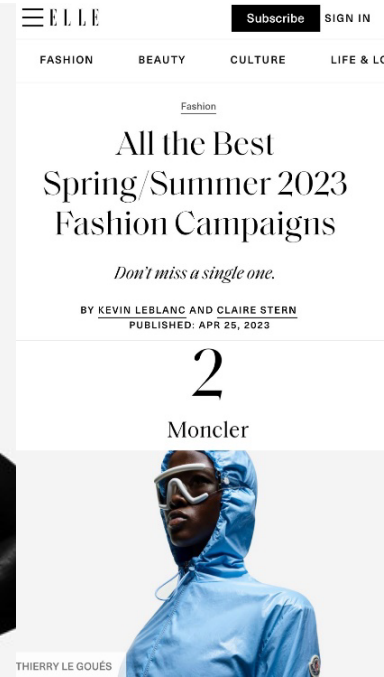 ELLE
Subscribe SIGN IN
FASHION BEAUTY CULTURE LIFE & LO
Fashion
All the Best
Spring/Summer 2023
Fashion Campaigns
Don't miss a single one.
BY KEVIN LEBLANC AND CLAIRE STERN
PUBLISHED: APR 25, 2023
2
Moncler
THIERRY LE GOUÉS